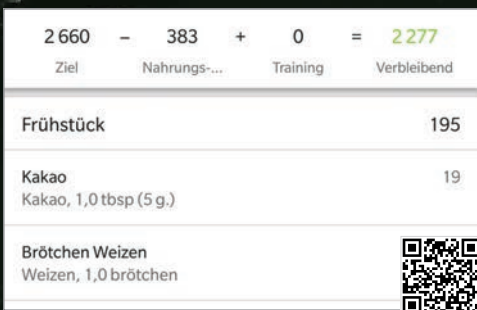 2 660 – 383 + 0 = 2 277
Ziel Nahrungs-... Training Verbleibend
Frühstück 195
Kakao 19
Kakao, 1,0 tbsp (5 g.)
Brötchen Weizen
Weizen, 1,0 brötchen